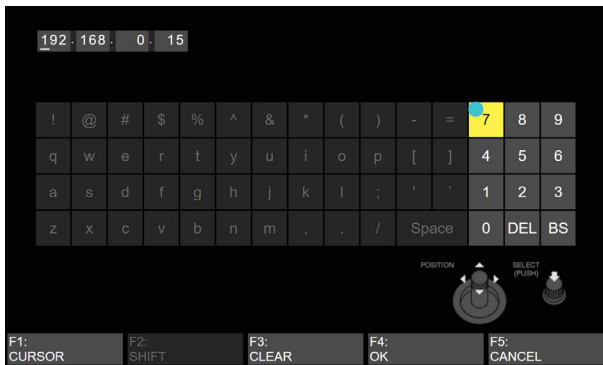 192 . 168 . 0 . 15
! @ # $ % ^ & * ( ) - = 7 8 9
q w e r t y u i o p [ ] 4 5 6
a s d f g h j k l ; ' ` 1 2 3
z x c v b n m , . / Space 0 DEL BS
POSITION SELECT
(PUSH)
F1: F2: F3: F4: F5:
CURSOR SHIFT CLEAR OK CANCEL